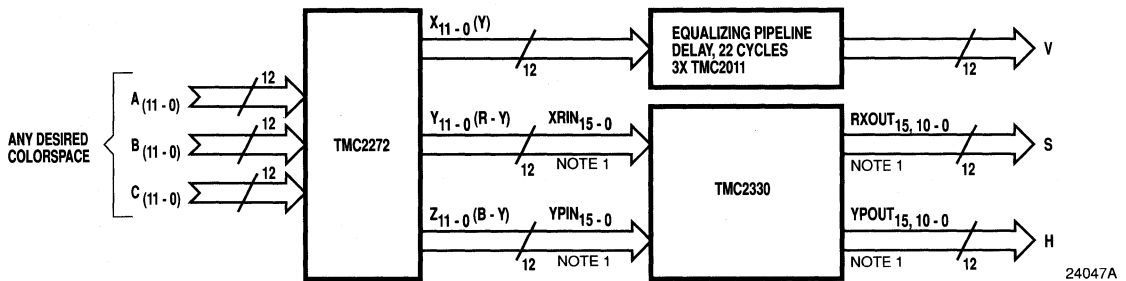 ANY DESIRED
COLORSPACE
A (11 - 0)
12
B (11 - 0)
12
C (11 - 0)
12
TMC2272
X11 - 0 (Y)
12
EQUALIZING PIPELINE
DELAY, 22 CYCLES
3X TMC2011
12
V
Y11 - 0 (R - Y)
XRIN15 - 0
12
NOTE 1
Z11 - 0 (B - Y)
YPIN15 - 0
12
NOTE 1
TMC2330
RXOUT15, 10 - 0
NOTE 1
12
S
YPOUT15, 10 - 0
NOTE 1
12
H
24047A